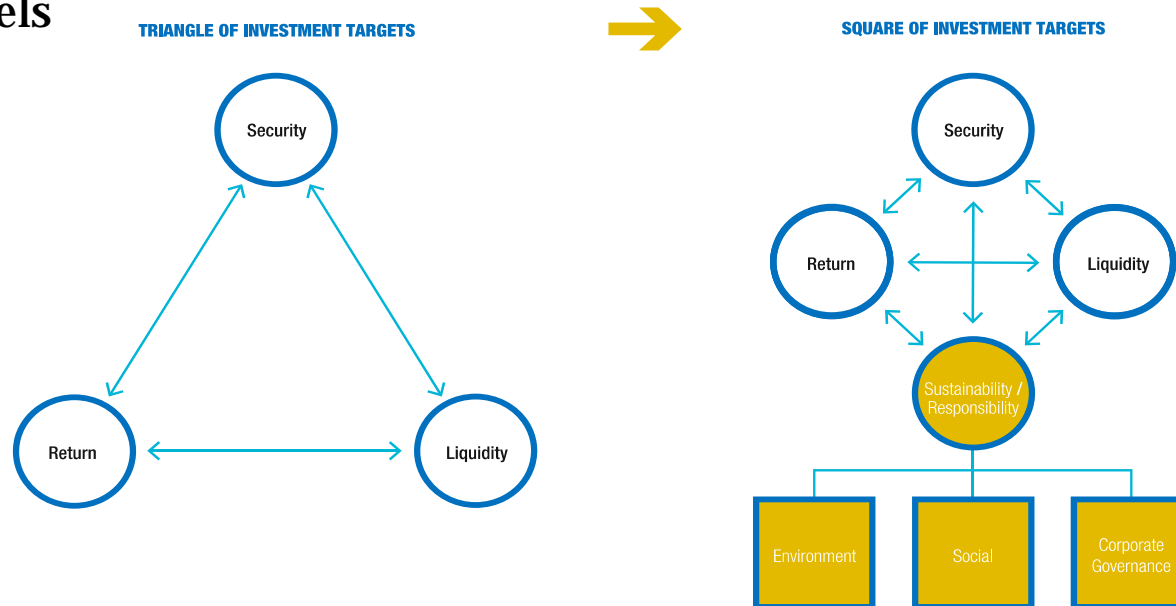 TRIANGLE OF INVESTMENT TARGETS
Security
Return
Liquidity
SQUARE OF INVESTMENT TARGETS
Security
Return
Liquidity
Sustainability /
Responsibility
Environment
Social
Corporate
Governance